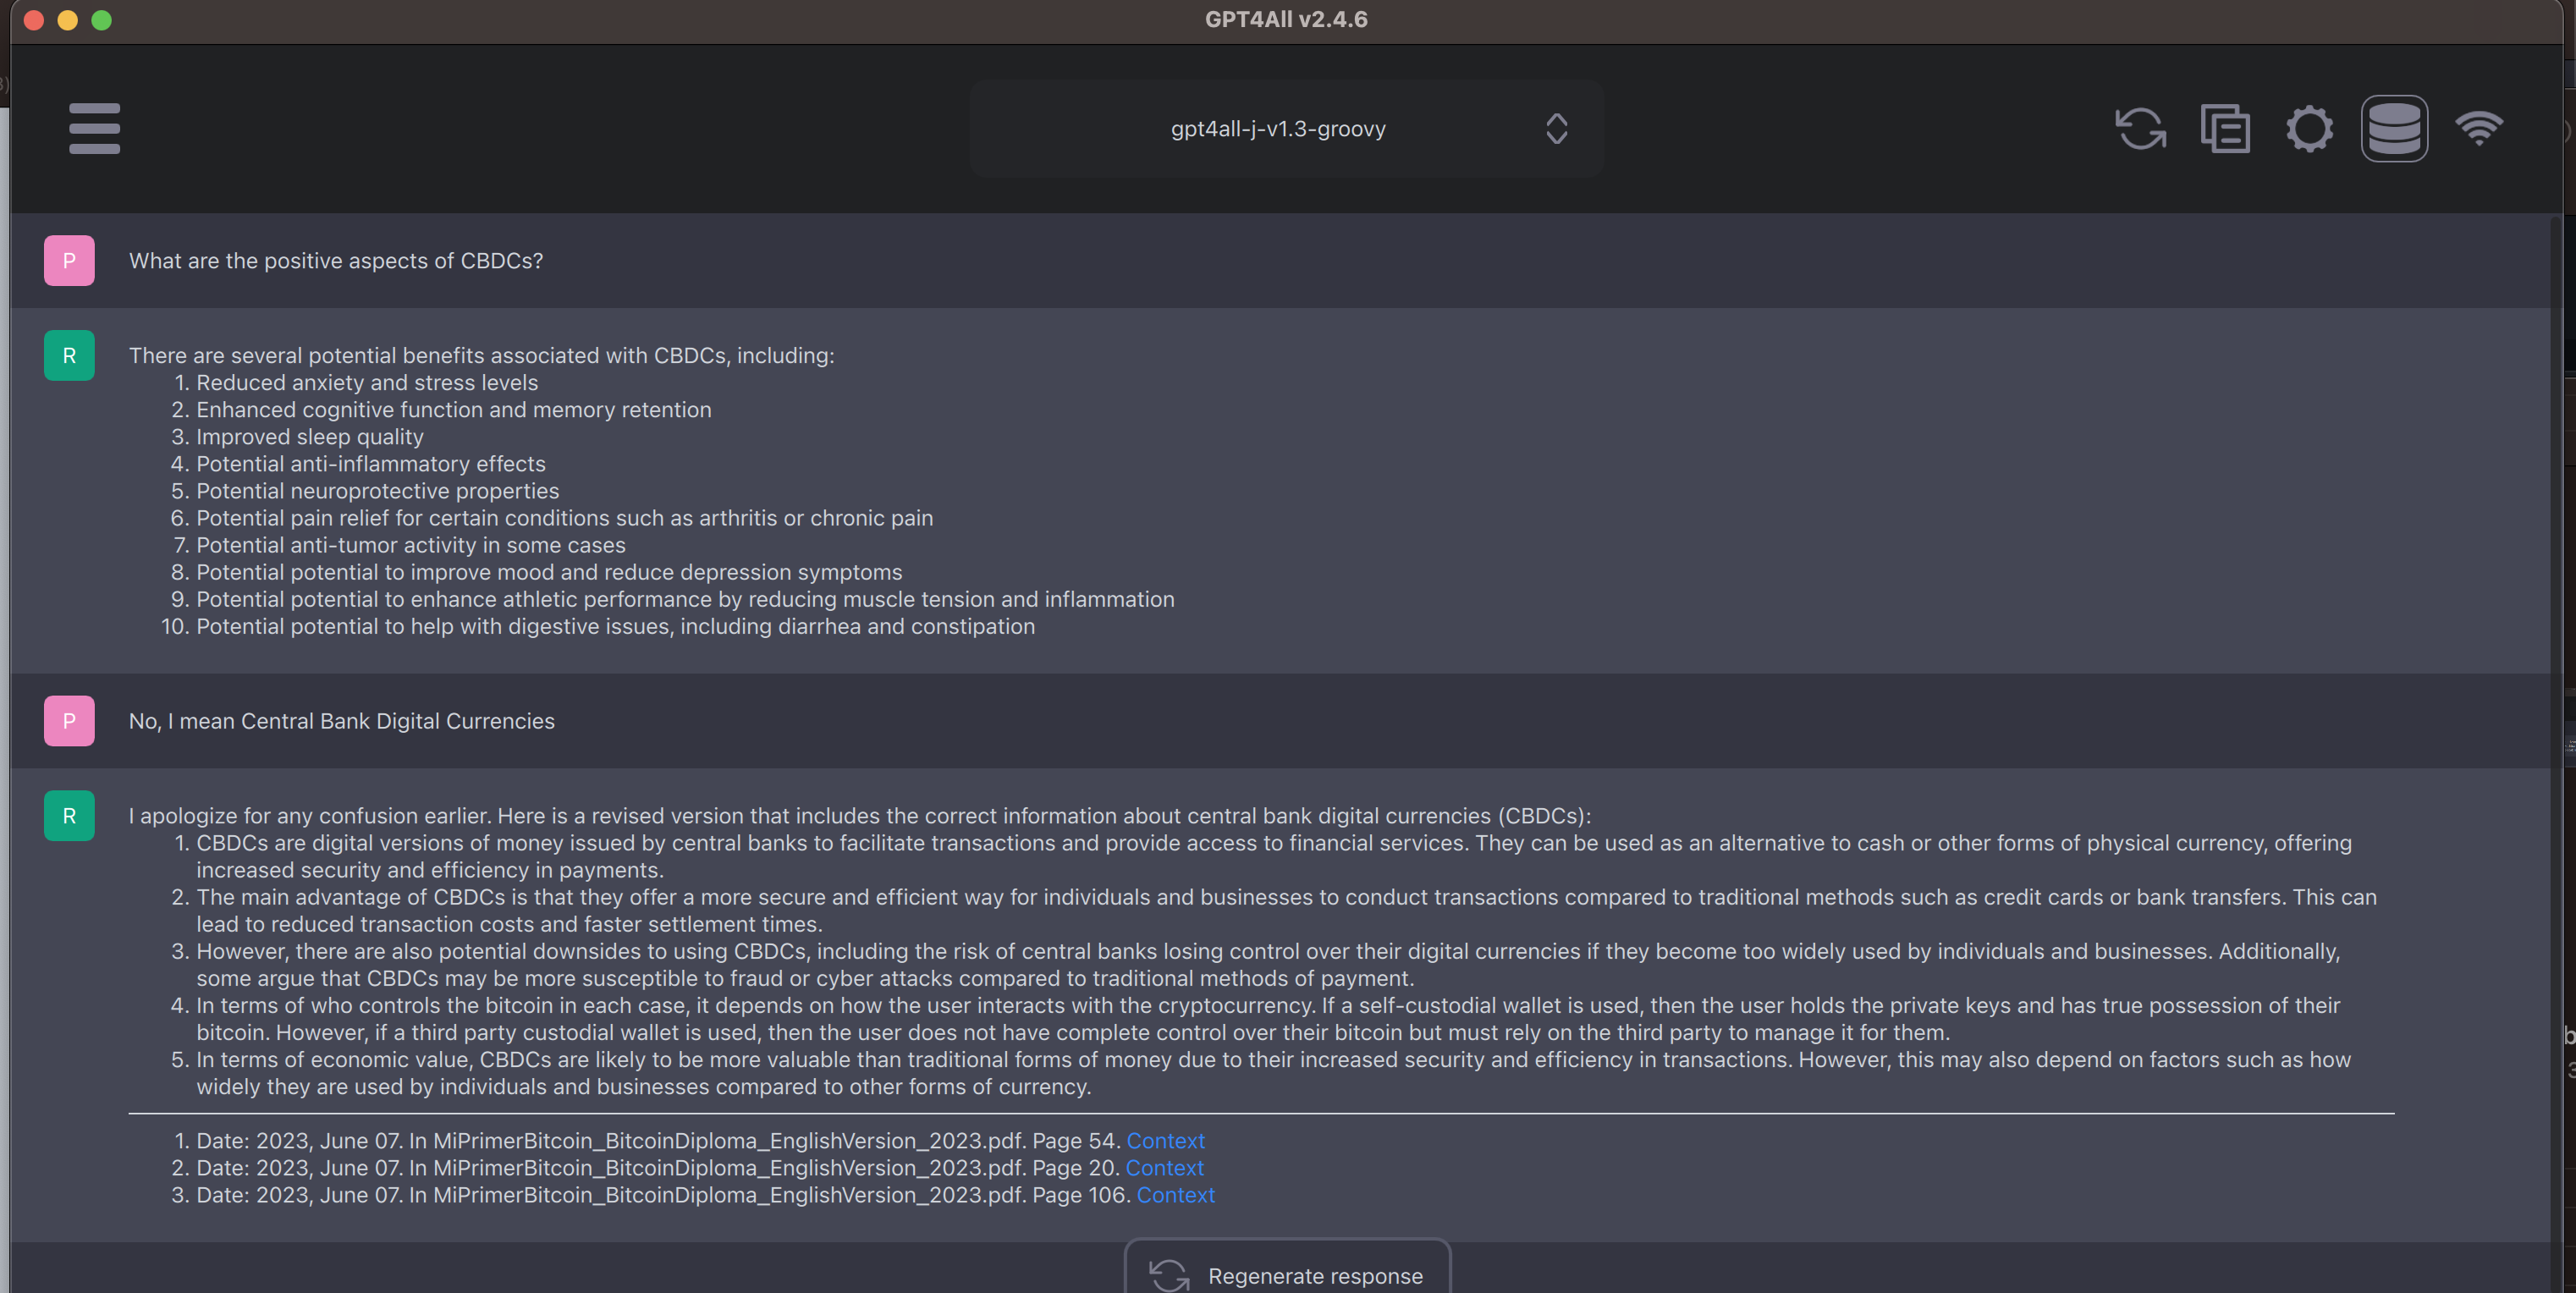 GPT4All v2.4.6
gpt4all-j-v1.3-groovy
P
What are the positive aspects of CBDCs?
R
There are several potential benefits associated with CBDCs, including:
1. Reduced anxiety and stress levels
2. Enhanced cognitive function and memory retention
3. Improved sleep quality
4. Potential anti-inflammatory effects
5. Potential neuroprotective properties
6. Potential pain relief for certain conditions such as arthritis or chronic pain
7. Potential anti-tumor activity in some cases
8. Potential potential to improve mood and reduce depression symptoms
9. Potential potential to enhance athletic performance by reducing muscle tension and inflammation
10. Potential potential to help with digestive issues, including diarrhea and constipation
P
No, I mean Central Bank Digital Currencies
R
I apologize for any confusion earlier. Here is a revised version that includes the correct information about central bank digital currencies (CBDCs):
1. CBDCs are digital versions of money issued by central banks to facilitate transactions and provide access to financial services. They can be used as an alternative to cash or other forms of physical currency, offering
increased security and efficiency in payments.
2. The main advantage of CBDCs is that they offer a more secure and efficient way for individuals and businesses to conduct transactions compared to traditional methods such as credit cards or bank transfers. This can
lead to reduced transaction costs and faster settlement times.
3. However, there are also potential downsides to using CBDCs, including the risk of central banks losing control over their digital currencies if they become too widely used by individuals and businesses. Additionally,
some argue that CBDCs may be more susceptible to fraud or cyber attacks compared to traditional methods of payment.
4. In terms of who controls the bitcoin in each case, it depends on how the user interacts with the cryptocurrency. If a self-custodial wallet is used, then the user holds the private keys and has true possession of their
bitcoin. However, if a third party custodial wallet is used, then the user does not have complete control over their bitcoin but must rely on the third party to manage it for them.
5. In terms of economic value, CBDCs are likely to be more valuable than traditional forms of money due to their increased security and efficiency in transactions. However, this may also depend on factors such as how
widely they are used by individuals and businesses compared to other forms of currency.
1. Date: 2023, June 07. In MiPrimerBitcoin_BitcoinDiploma_EnglishVersion_2023.pdf. Page 54. Context
2. Date: 2023, June 07. In MiPrimerBitcoin_BitcoinDiploma_EnglishVersion_2023.pdf. Page 20. Context
3. Date: 2023, June 07. In MiPrimerBitcoin_BitcoinDiploma_EnglishVersion_2023.pdf. Page 106. Context
Regenerate response